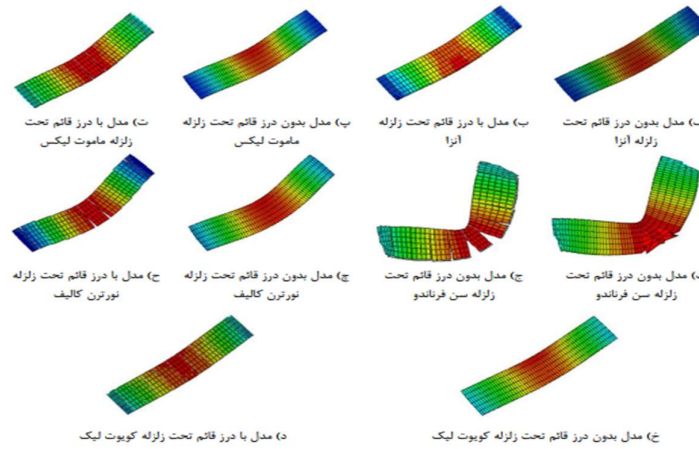 مدل بدون درز قائم تحت
زلزله آنزا
ب) مدل با درز قائم تحت زلزله
آنزا
پ) مدل بدون درز قائم تحت زلزله
ماموت لیکس
ت) مدل با درز قائم تحت
زلزله ماموت لیکس
مدل بدون درز قائم تحت
زلزله سن فرناندو
ج) مدل بدون درز قائم تحت
زلزله سن فرناندو
چ) مدل بدون درز قائم تحت زلزله
نورترن کالیف
ح) مدل با درز قائم تحت زلزله
نورترن کالیف
خ) مدل بدون درز قائم تحت زلزله کویوت لیک
د) مدل با درز قائم تحت زلزله کویوت لیک